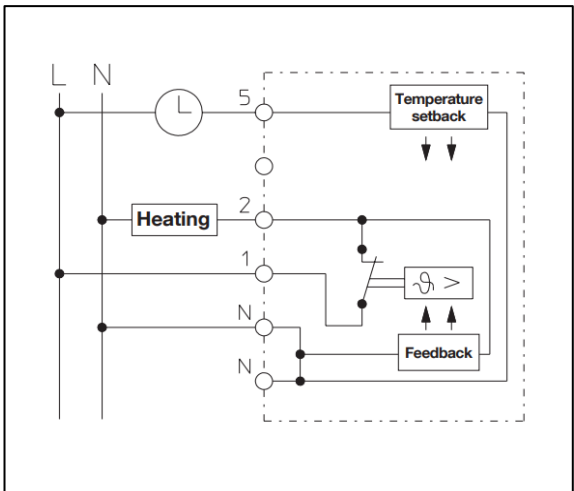 L N
5
Temperature
setback
Heating
2
1
ϑ >
N
Feedback
N